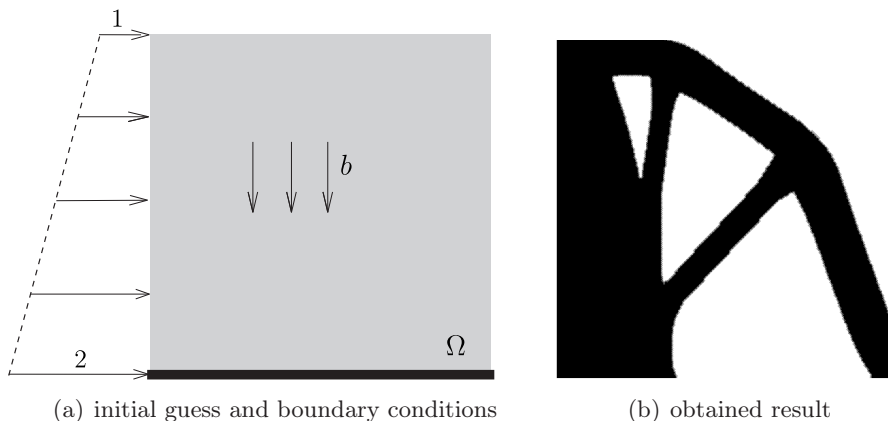 1
b
Ω
2
(a) initial guess and boundary conditions
(b) obtained result